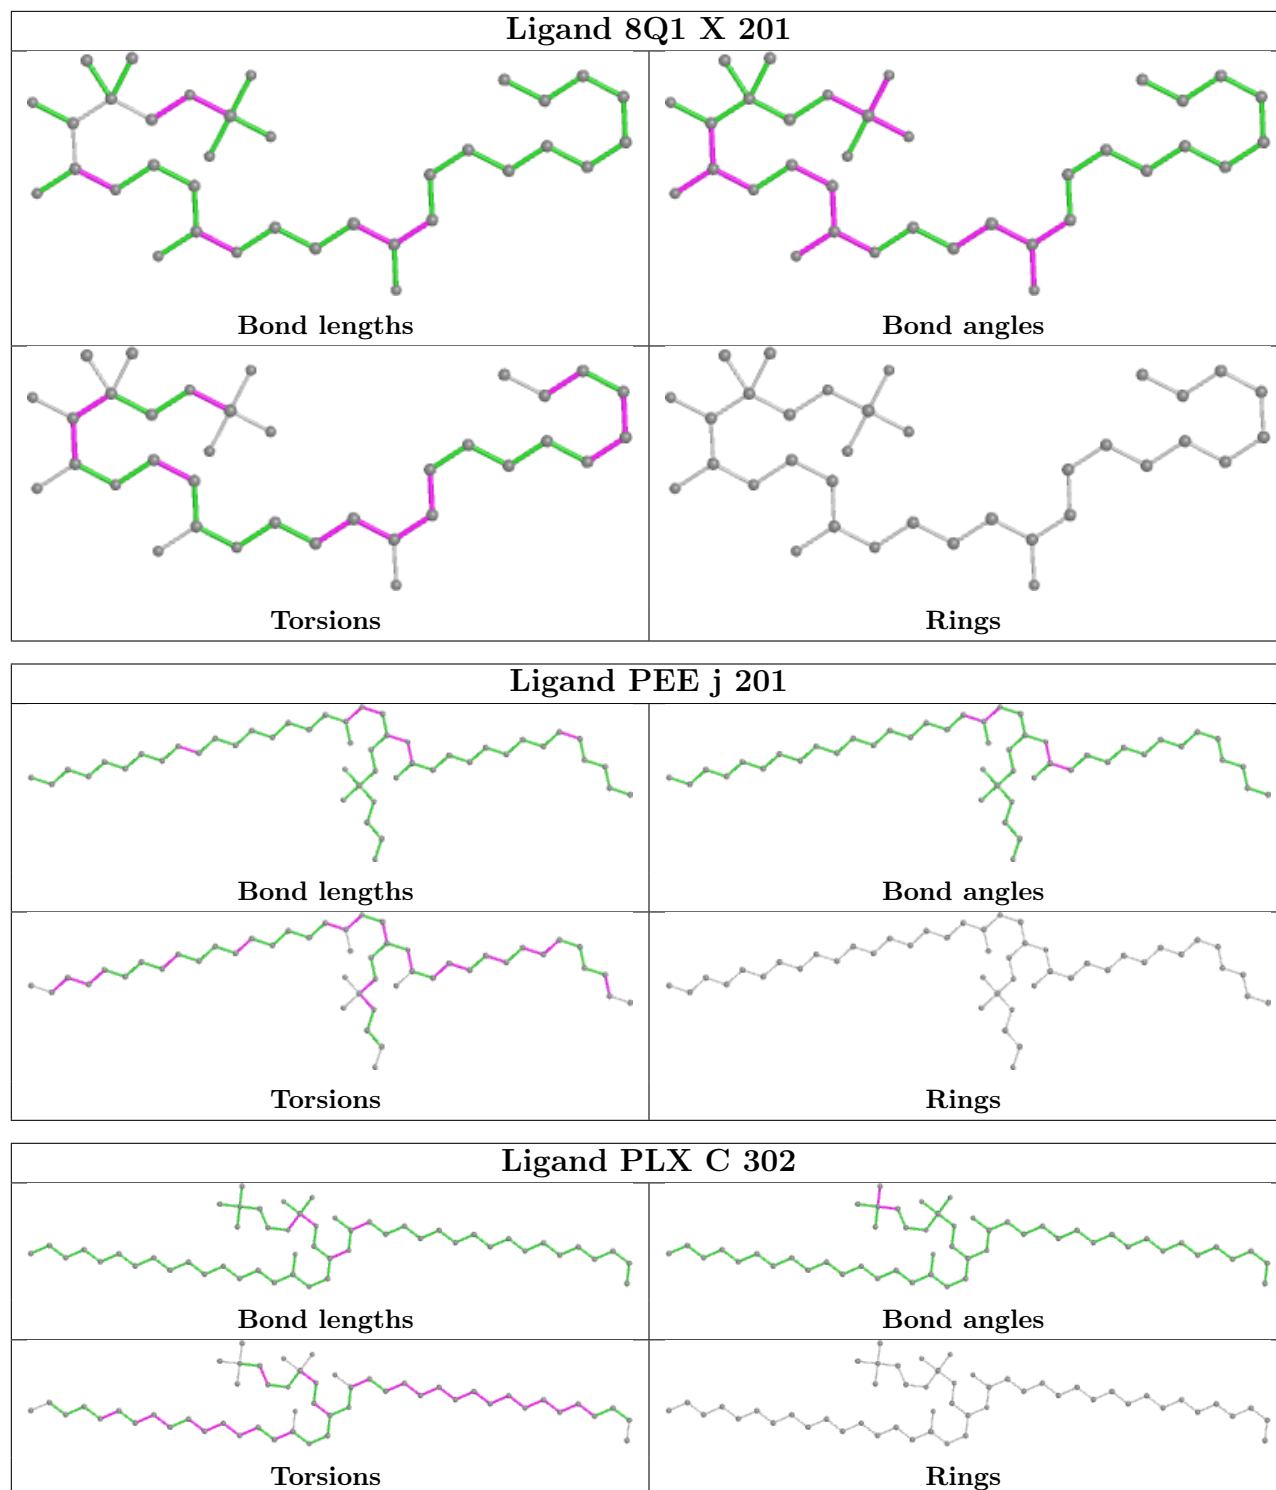 Ligand 8Q1 X 201
Bond lengths
Bond angles
Torsions
Rings
Ligand PEE j 201
Bond lengths
Bond angles
Torsions
Rings
Ligand PLX C 302
Bond lengths
Bond angles
Torsions
Rings